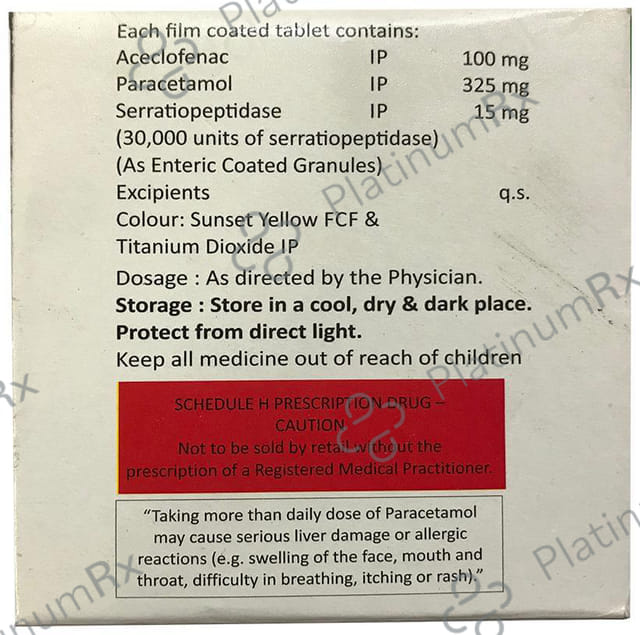 Each film coated tablet contains:
Aceclofenac IP 100 mg
Paracetamol IP 325 mg
Serratiopeptidase IP 15 mg
(30,000 units of serratiopeptidase)
(As Enteric Coated Granules)
Excipients q.s.
Colour: Sunset Yellow FCF &
Titanium Dioxide IP
Dosage : As directed by the Physician.
Storage : Store in a cool, dry & dark place.
Protect from direct light.
Keep all medicine out of reach of children
SCHEDULE H PRESCRIPTION DRUG –
CAUTION
Not to be sold by retail without the
prescription of a Registered Medical Practitioner.
“Taking more than daily dose of Paracetamol
may cause serious liver damage or allergic
reactions (e.g. swelling of the face, mouth and
throat, difficulty in breathing, itching or rash).”
PlatinumRx
PlatinumRx
PlatinumRx